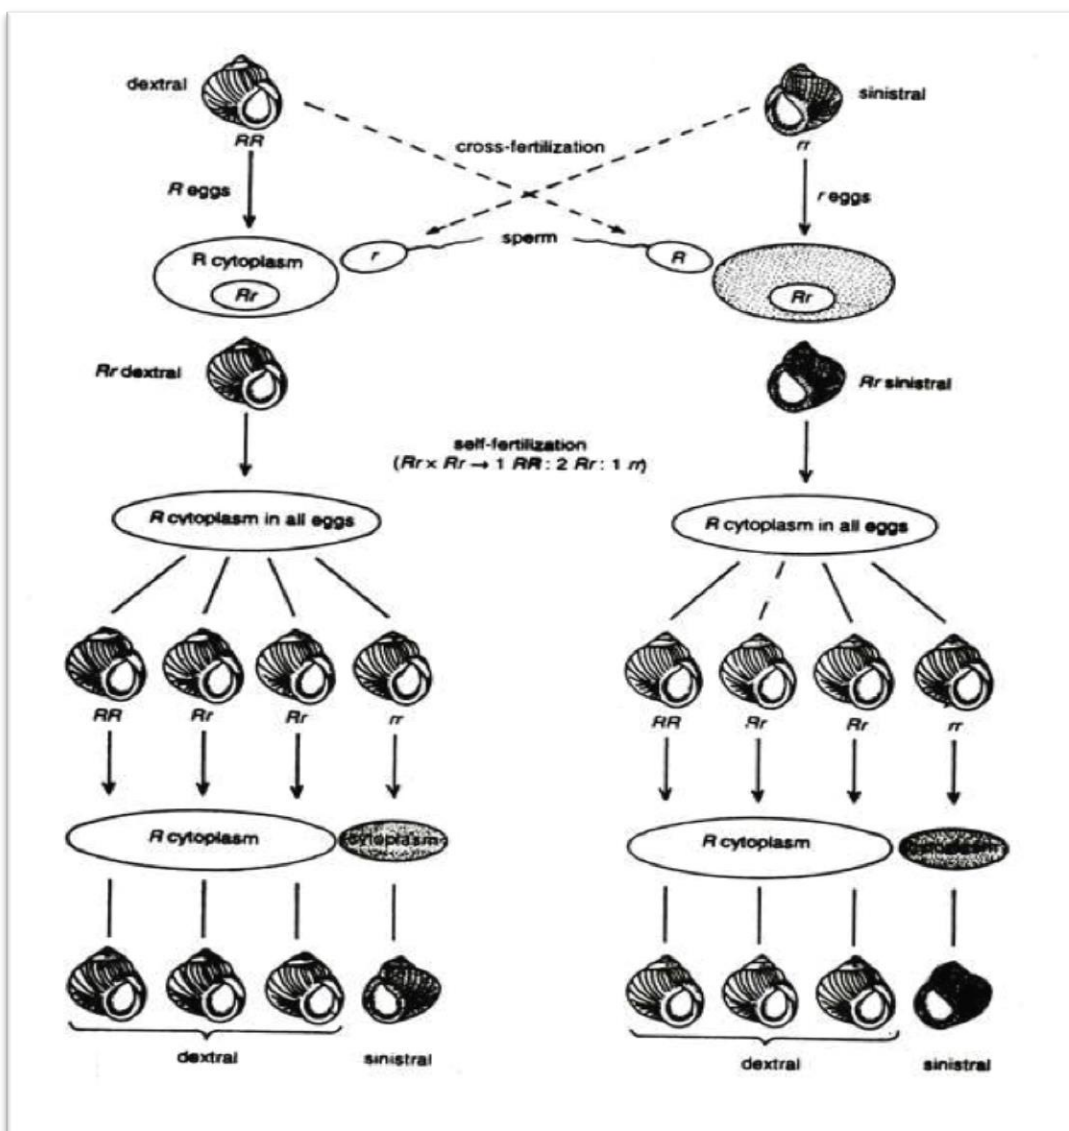 dextral
sinistral
RR
rr
cross-fertilization
R eggs
r eggs
sperm
r
R
R cytoplasm
Rr
Rr
Rr dextral
Rr sinistral
self-fertilization
(Rr x Rr → 1 RR : 2 Rr : 1 rr)
R cytoplasm in all eggs
R cytoplasm in all eggs
RR Rr Rr rr
RR Rr Rr rr
R cytoplasm
cytoplasm
R cytoplasm
dextral
sinistral
dextral
sinistral